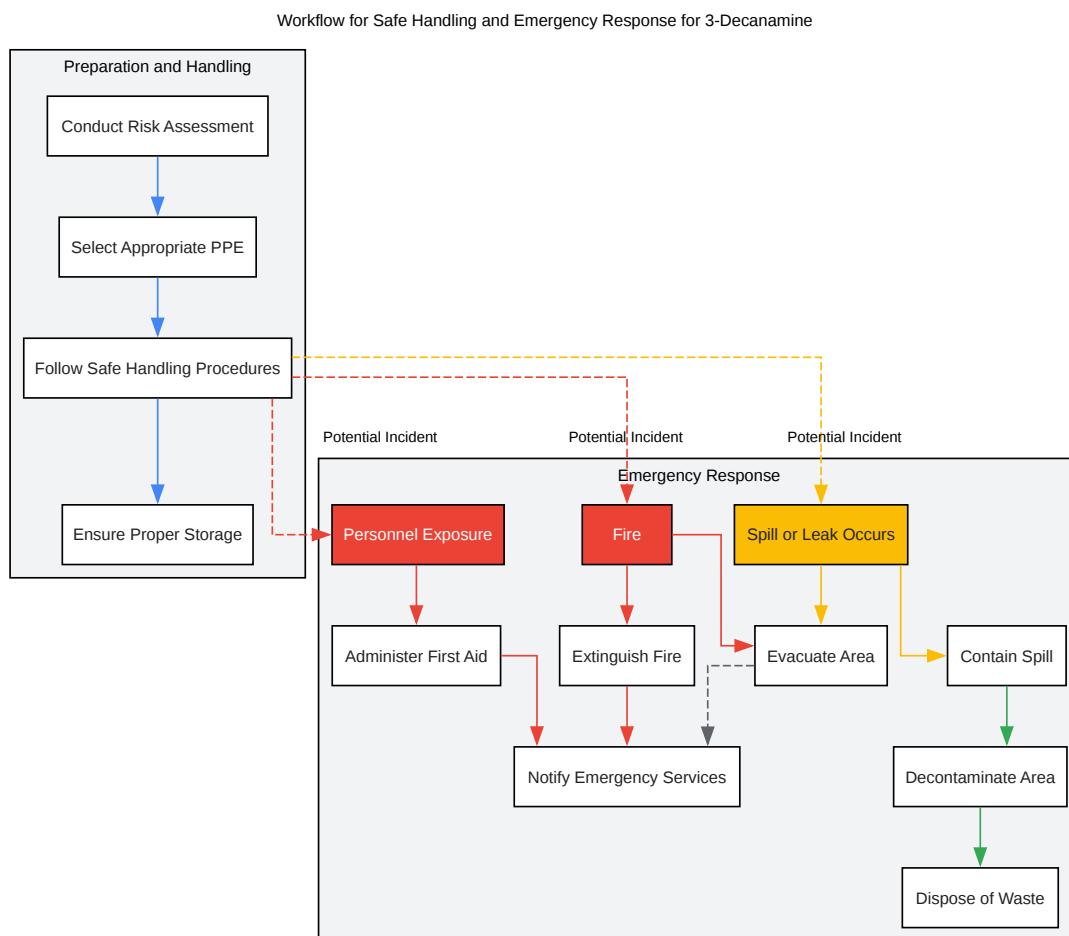 Workflow for Safe Handling and Emergency Response for 3-Decanamine
Preparation and Handling
Conduct Risk Assessment
Select Appropriate PPE
Follow Safe Handling Procedures
Ensure Proper Storage
Potential Incident
Potential Incident
Potential Incident
Emergency Response
Personnel Exposure
Fire
Spill or Leak Occurs
Administer First Aid
Extinguish Fire
Evacuate Area
Contain Spill
Notify Emergency Services
Decontaminate Area
Dispose of Waste